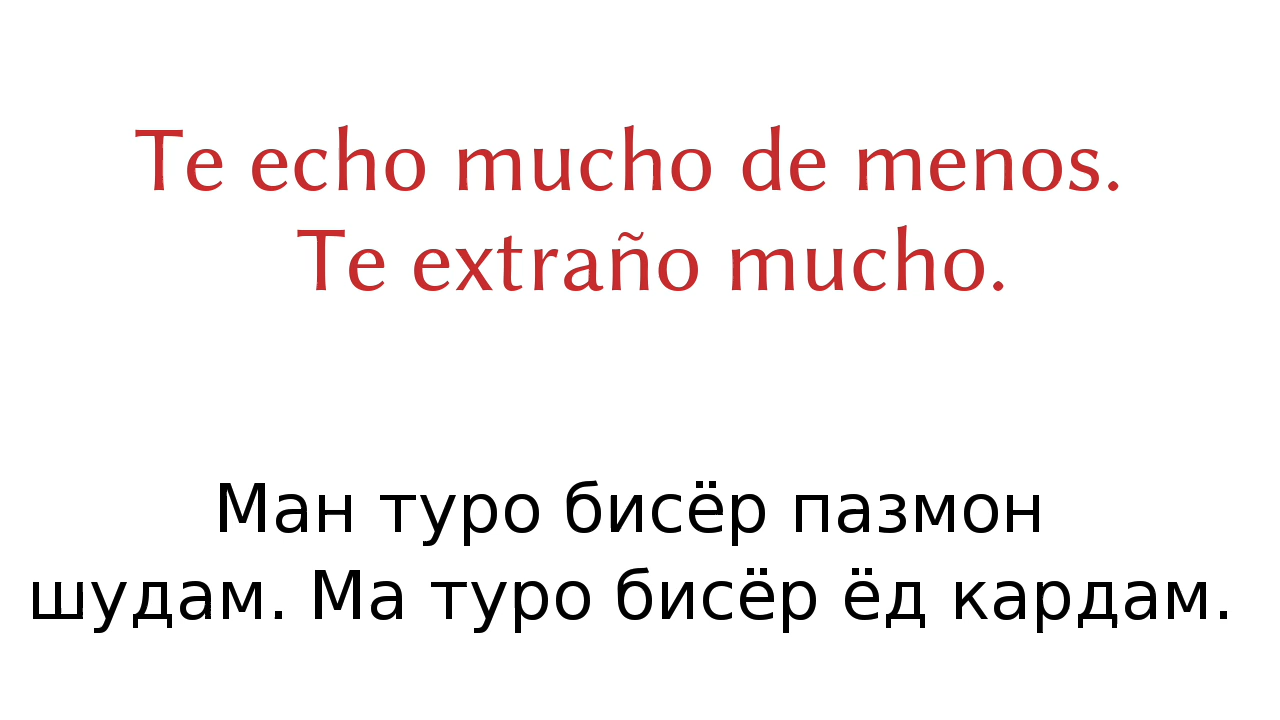 Te echo mucho de menos.
Te extraño mucho.
Ман туро бисёр пазмон
шудам. Ма туро бисёр ёд кардам.